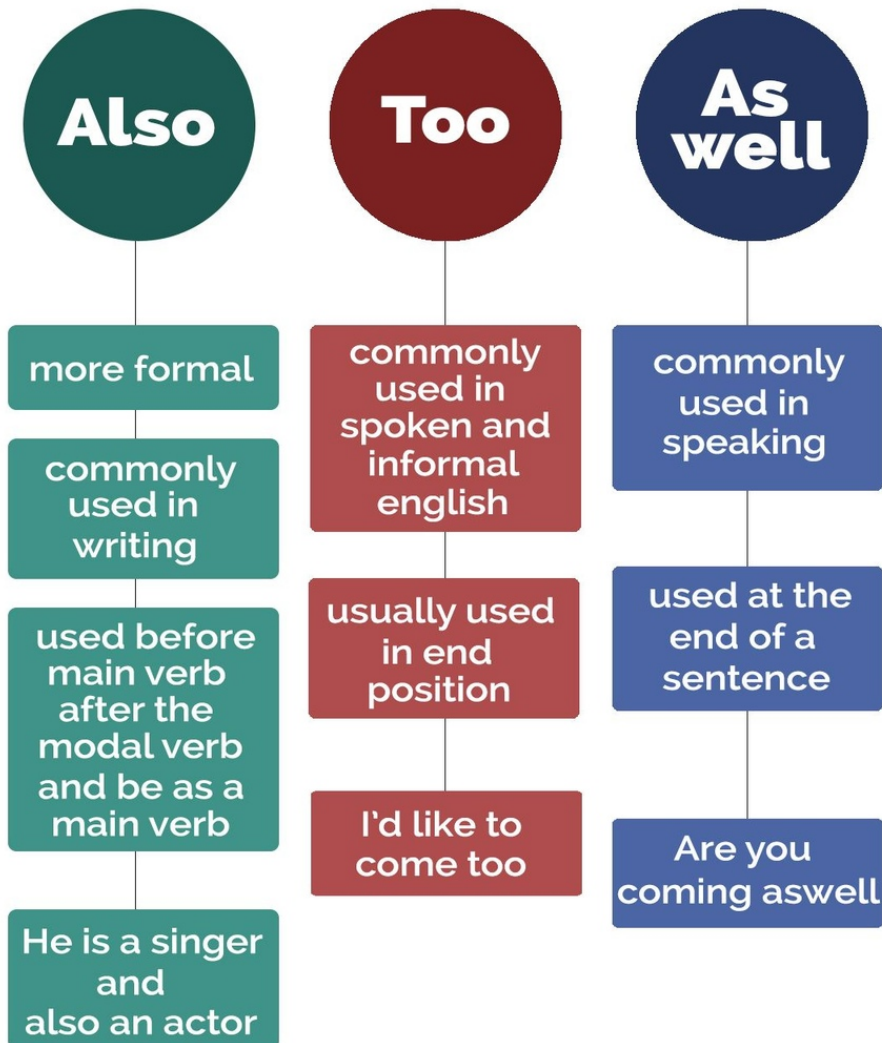 Also
more formal
commonly
used in
writing
used before
main verb
after the
modal verb
and be as a
main verb
He is a singer
and
also an actor
Too
commonly
used in
spoken and
informal
english
usually used
in end
position
I'd like to
come too
As
well
commonly
used in
speaking
used at the
end of a
sentence
Are you
coming aswell